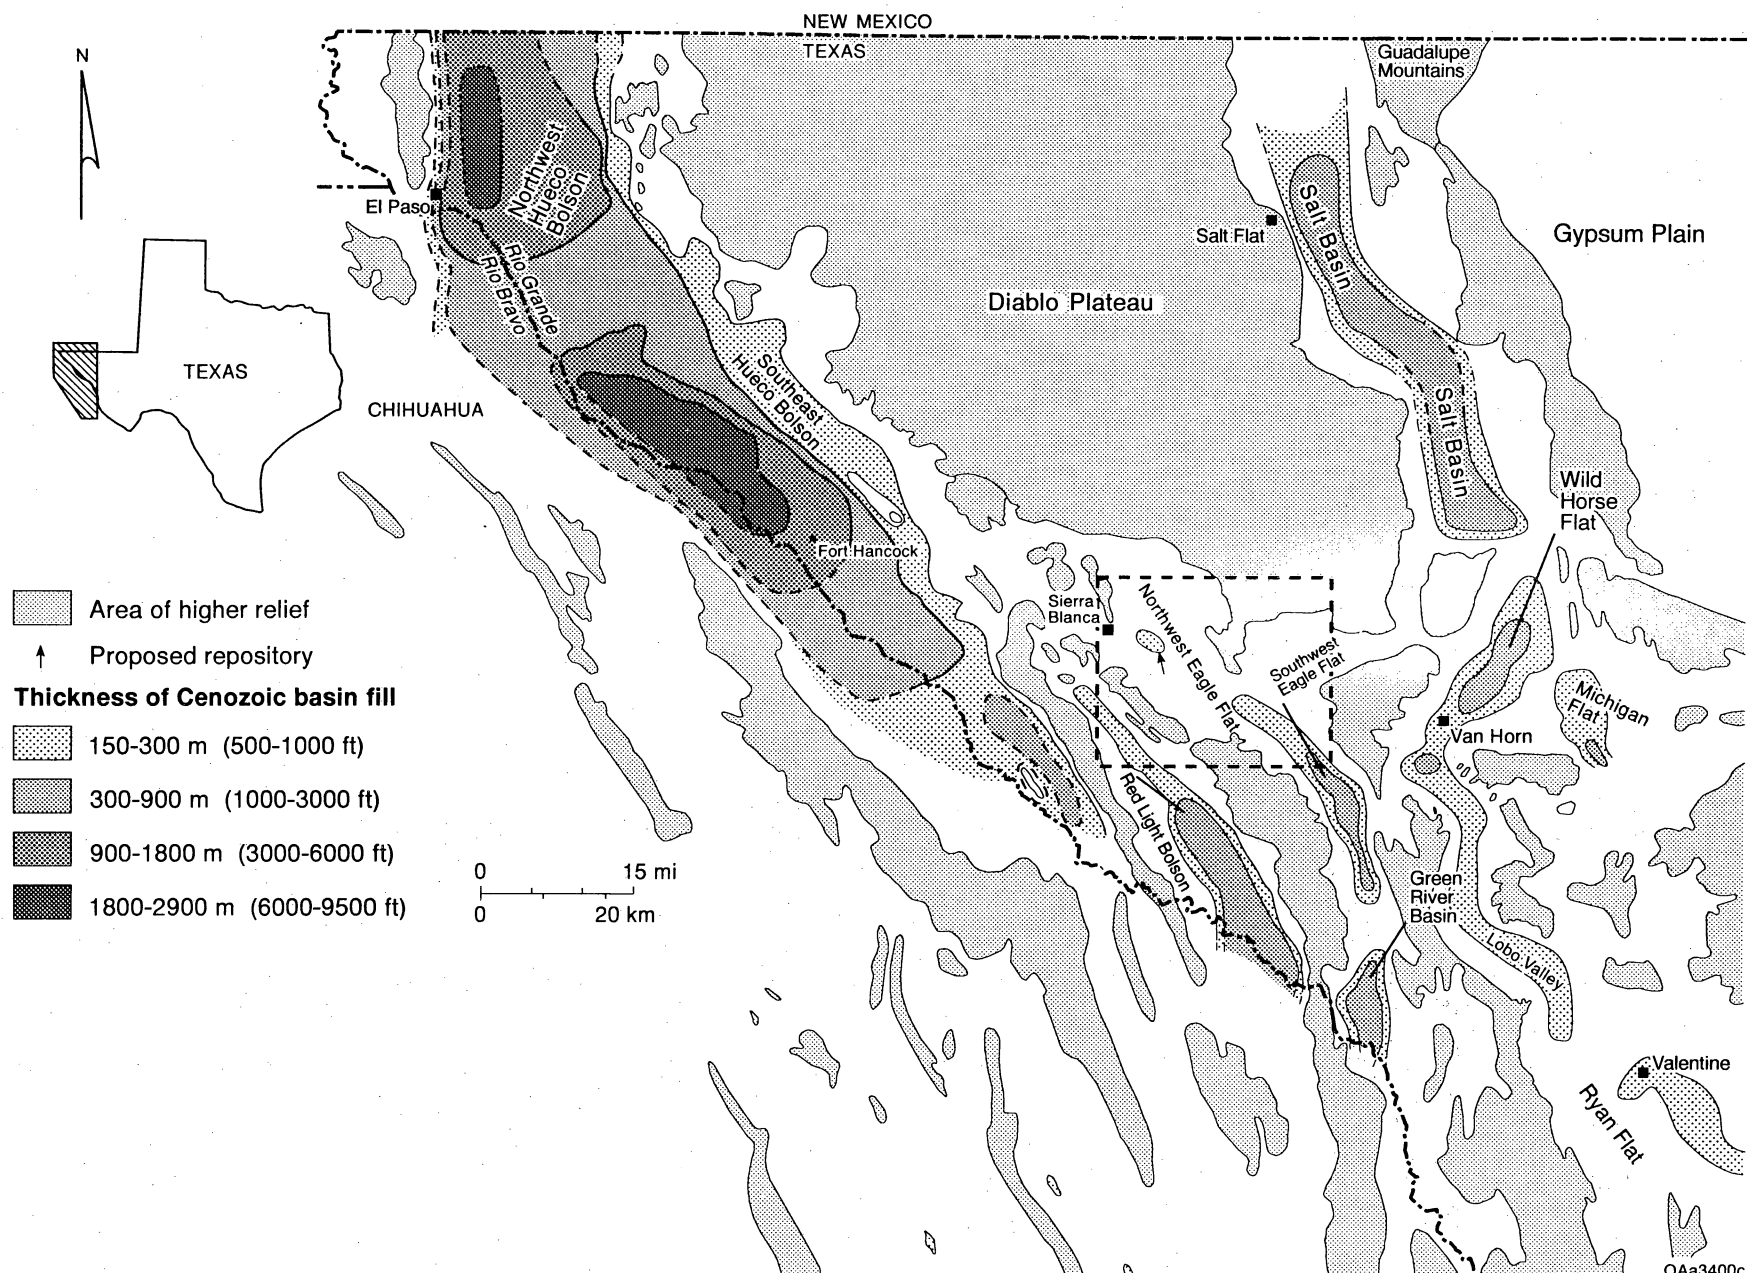 NEW MEXICO
TEXAS
Guadalupe
Mountains
N
El Paso
Northwest
Hueco
Bolson
Rio Grande
Rio Bravo
Salt Flat
Salt Basin
Gypsum Plain
Diablo Plateau
TEXAS
CHIHUAHUA
Southeast
Hueco Bolson
Salt Basin
Wild
Horse
Flat
Fort Hancock
Sierra
Blanca
Northwest Eagle Flat
Southwest
Eagle Flat
Michigan
Flat
Van Horn
Red Light Bolson
Green
River
Basin
Lobo Valley
Valentine
Ryan Flat
Area of higher relief
Proposed repository
Thickness of Cenozoic basin fill
150-300 m (500-1000 ft)
300-900 m (1000-3000 ft)
900-1800 m (3000-6000 ft)
1800-2900 m (6000-9500 ft)
0 15 mi
0 20 km
QAa3400c